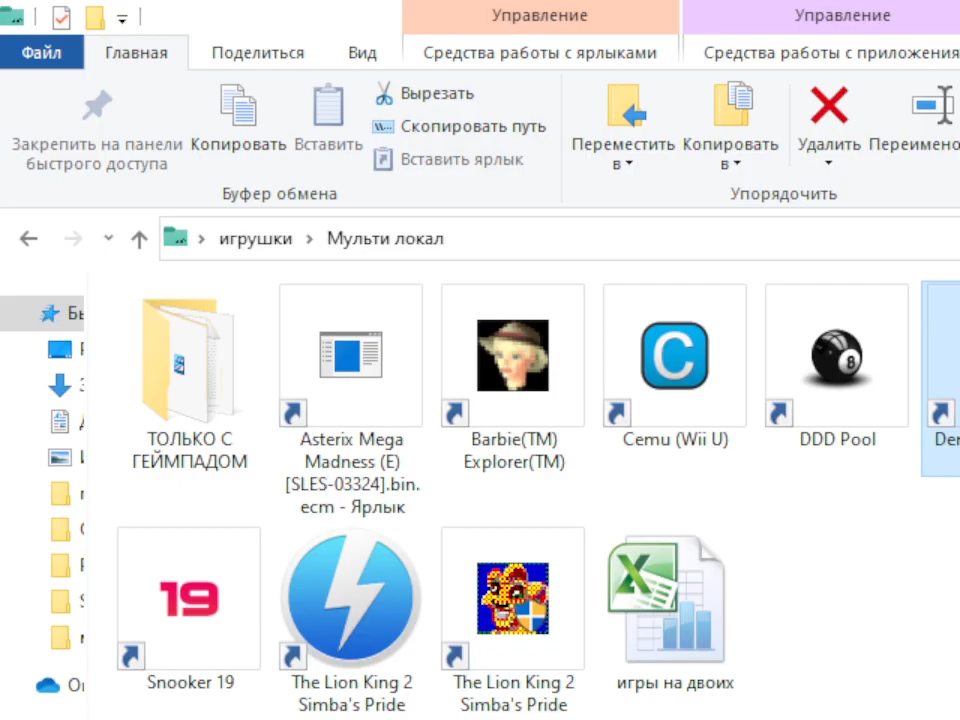 Управление
Управление
Файл
Главная
Поделиться
Вид
Средства работы с ярлыками
Средства работы с приложения
Закрепить на панели
быстрого доступа
Копировать
Вставить
Вырезать
Скопировать путь
Вставить ярлык
Переместить
в
Копировать
в
Удалить
Переимено
Буфер обмена
Упорядочить
игрушки
Мульти локал
Бы
ТОЛЬКО С
ГЕЙМПАДОМ
Asterix Mega
Madness (E)
[SLES-03324].bin.
ecm - Ярлык
Barbie(TM)
Explorer(TM)
C
Cemu (Wii U)
8
DDD Pool
19
Snooker 19
The Lion King 2
Simba's Pride
The Lion King 2
Simba's Pride
X
игры на двоих